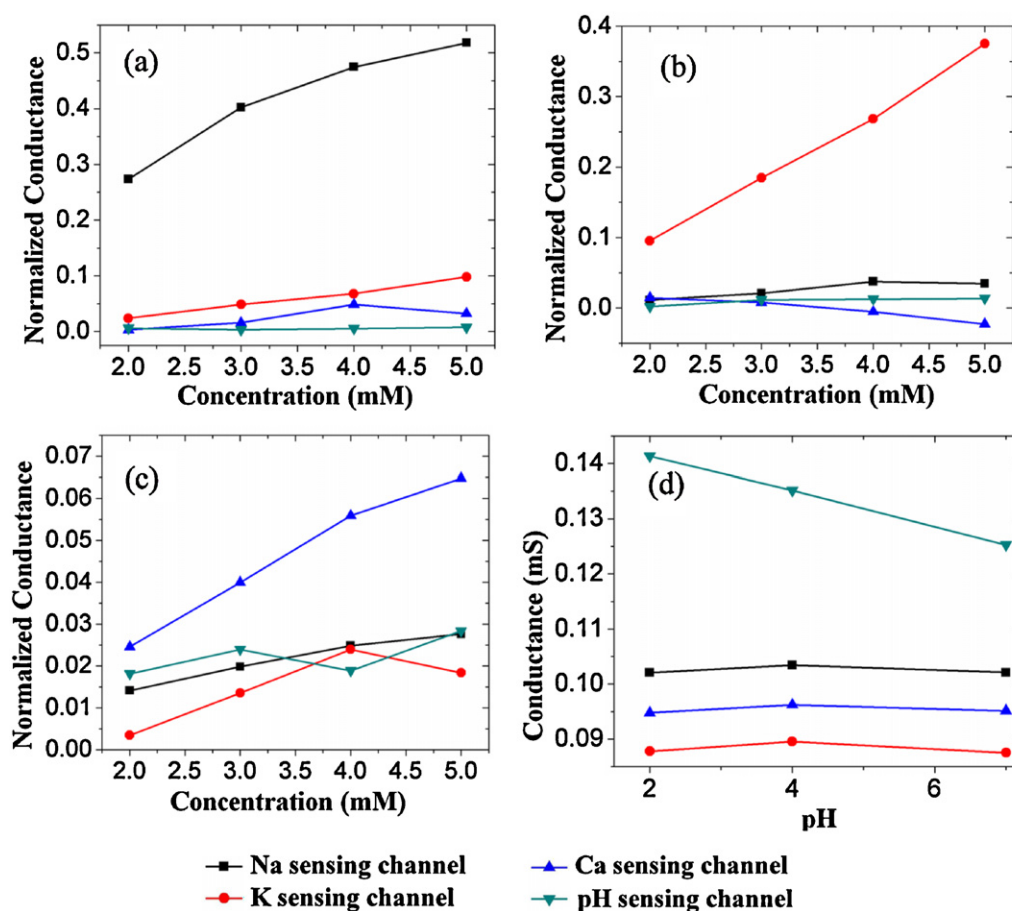 (a)
Normalized Conductance
0.5
0.4
0.3
0.2
0.1
0.0
2.0 2.5 3.0 3.5 4.0 4.5 5.0
Concentration (mM)
(b)
Normalized Conductance
0.4
0.3
0.2
0.1
0.0
2.0 2.5 3.0 3.5 4.0 4.5 5.0
Concentration (mM)
(c)
Normalized Conductance
0.07
0.06
0.05
0.04
0.03
0.02
0.01
0.00
2.0 2.5 3.0 3.5 4.0 4.5 5.0
Concentration (mM)
(d)
Conductance (mS)
0.14
0.13
0.12
0.11
0.10
0.09
2 4 6
pH
Na sensing channel
K sensing channel
Ca sensing channel
pH sensing channel